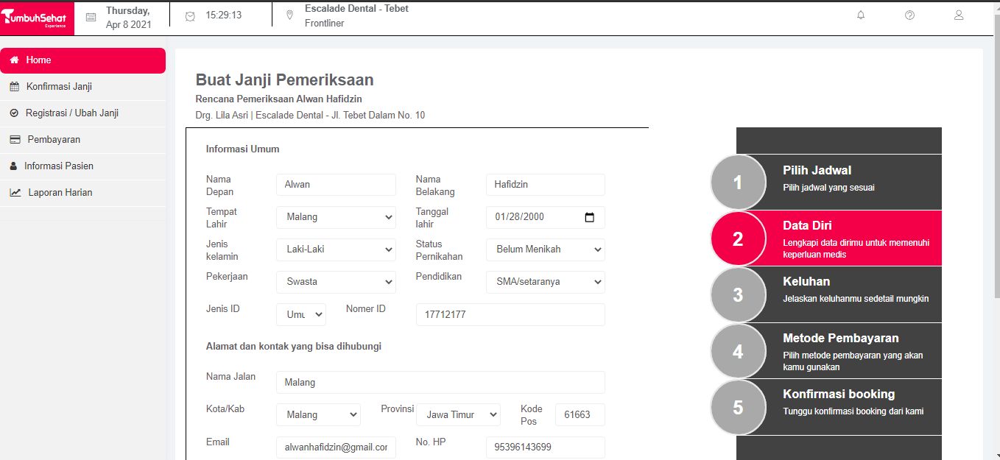 TumbuhSehat
Experience
Thursday,
Apr 8 2021
15:29:13
Escalade Dental - Tebet
Frontliner
Home
Konfirmasi Janji
Registrasi / Ubah Janji
Pembayaran
Informasi Pasien
Laporan Harian
Buat Janji Pemeriksaan
Rencana Pemeriksaan Alwan Hafidzin
Drg. Lila Asri | Escalade Dental - Jl. Tebet Dalam No. 10
Informasi Umum
Nama Depan
Alwan
Nama Belakang
Hafidzin
Tempat Lahir
Malang
Tanggal lahir
01/28/2000
Jenis kelamin
Laki-Laki
Status Pernikahan
Belum Menikah
Pekerjaan
Swasta
Pendidikan
SMA/setaranya
Jenis ID
Umu
Nomer ID
17712177
Alamat dan kontak yang bisa dihubungi
Nama Jalan
Malang
Kota/Kab
Malang
Provinsi
Jawa Timur
Kode Pos
61663
Email
alwanhafidzin@gmail.cor
No. HP
95396143699
1
Pilih Jadwal
Pilih jadwal yang sesuai
2
Data Diri
Lengkapi data dirimu untuk memenuhi
keperluan medis
3
Keluhan
Jelaskan keluhanmu sedetail mungkin
4
Metode Pembayaran
Pilih metode pembayaran yang akan
kamu gunakan
5
Konfirmasi booking
Tunggu konfirmasi booking dari kami